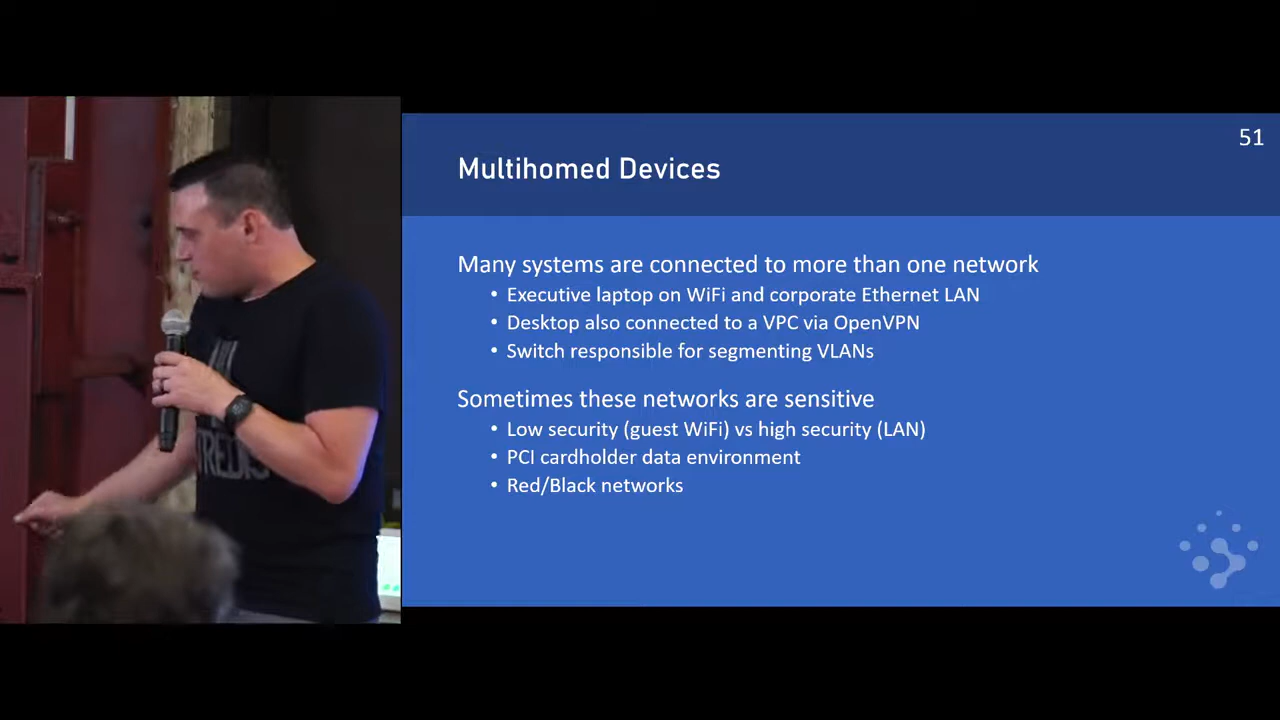 51
Multihomed Devices
Many systems are connected to more than one network
• Executive laptop on WiFi and corporate Ethernet LAN
• Desktop also connected to a VPC via OpenVPN
• Switch responsible for segmenting VLANs
Sometimes these networks are sensitive
• Low security (guest WiFi) vs high security (LAN)
• PCI cardholder data environment
• Red/Black networks